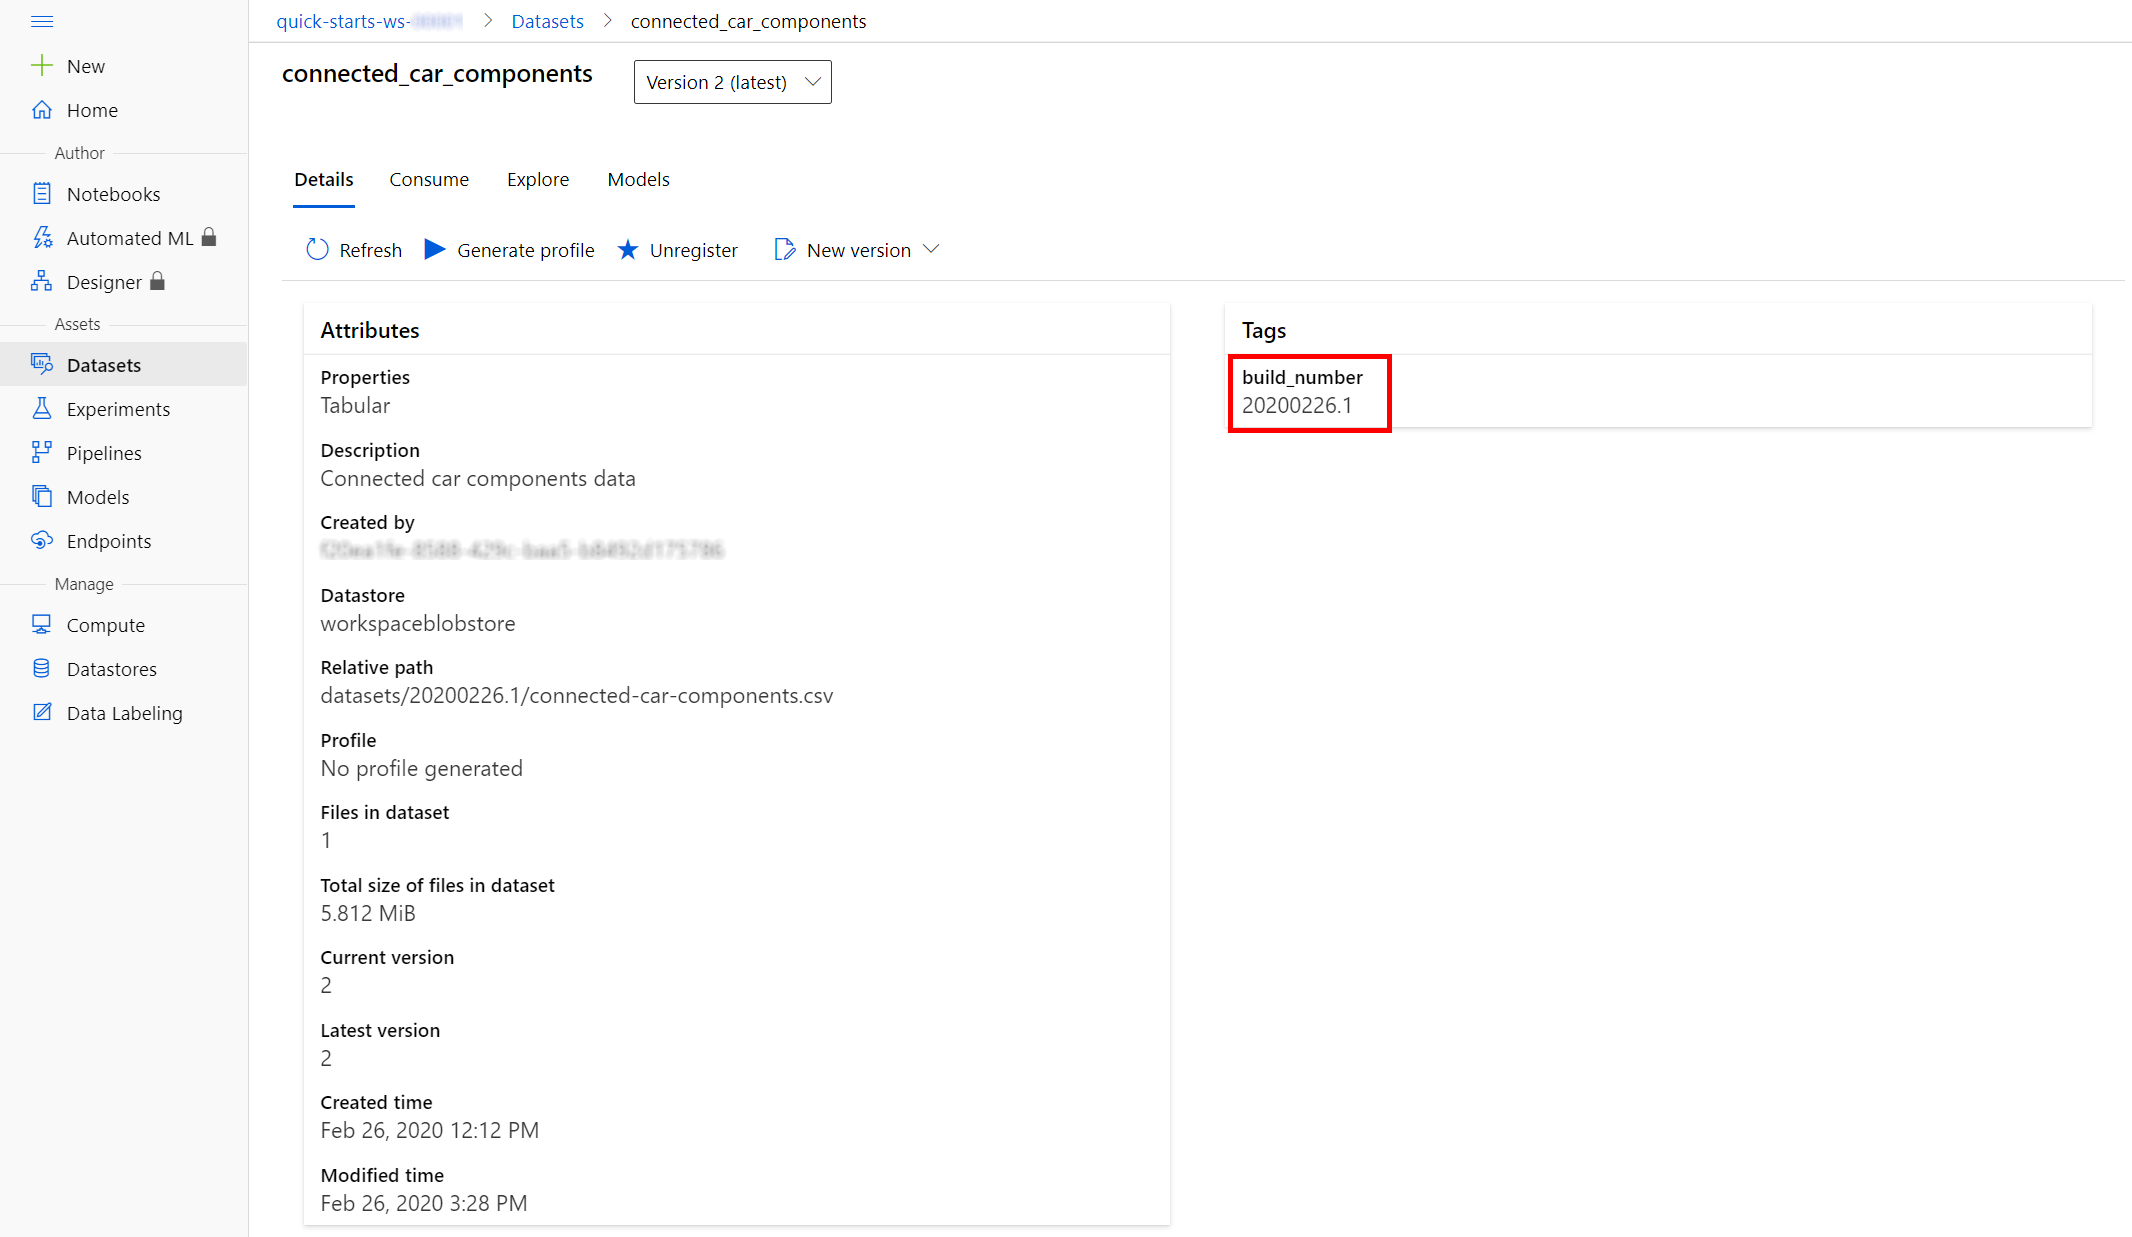 quick-starts-ws- > Datasets > connected_car_components
New
Home
Author
Notebooks
Automated ML
Designer
Assets
Datasets
Experiments
Pipelines
Models
Endpoints
Manage
Compute
Datastores
Data Labeling
connected_car_components
Version 2 (latest)
Details Consume Explore Models
Refresh Generate profile Unregister New version
Attributes
Properties
Tabular
Description
Connected car components data
Created by
Datastore
workspaceblobstore
Relative path
datasets/20200226.1/connected-car-components.csv
Profile
No profile generated
Files in dataset
1
Total size of files in dataset
5.812 MiB
Current version
2
Latest version
2
Created time
Feb 26, 2020 12:12 PM
Modified time
Feb 26, 2020 3:28 PM
Tags
build_number
20200226.1